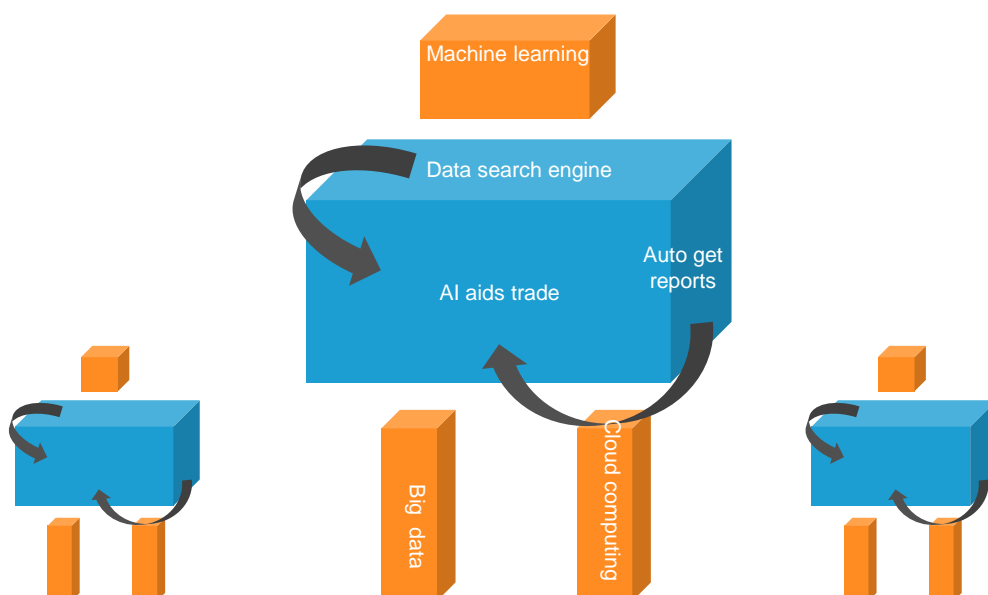 Machine learning
Data search engine
Auto get
reports
AI aids trade
Big data
Cloud computing